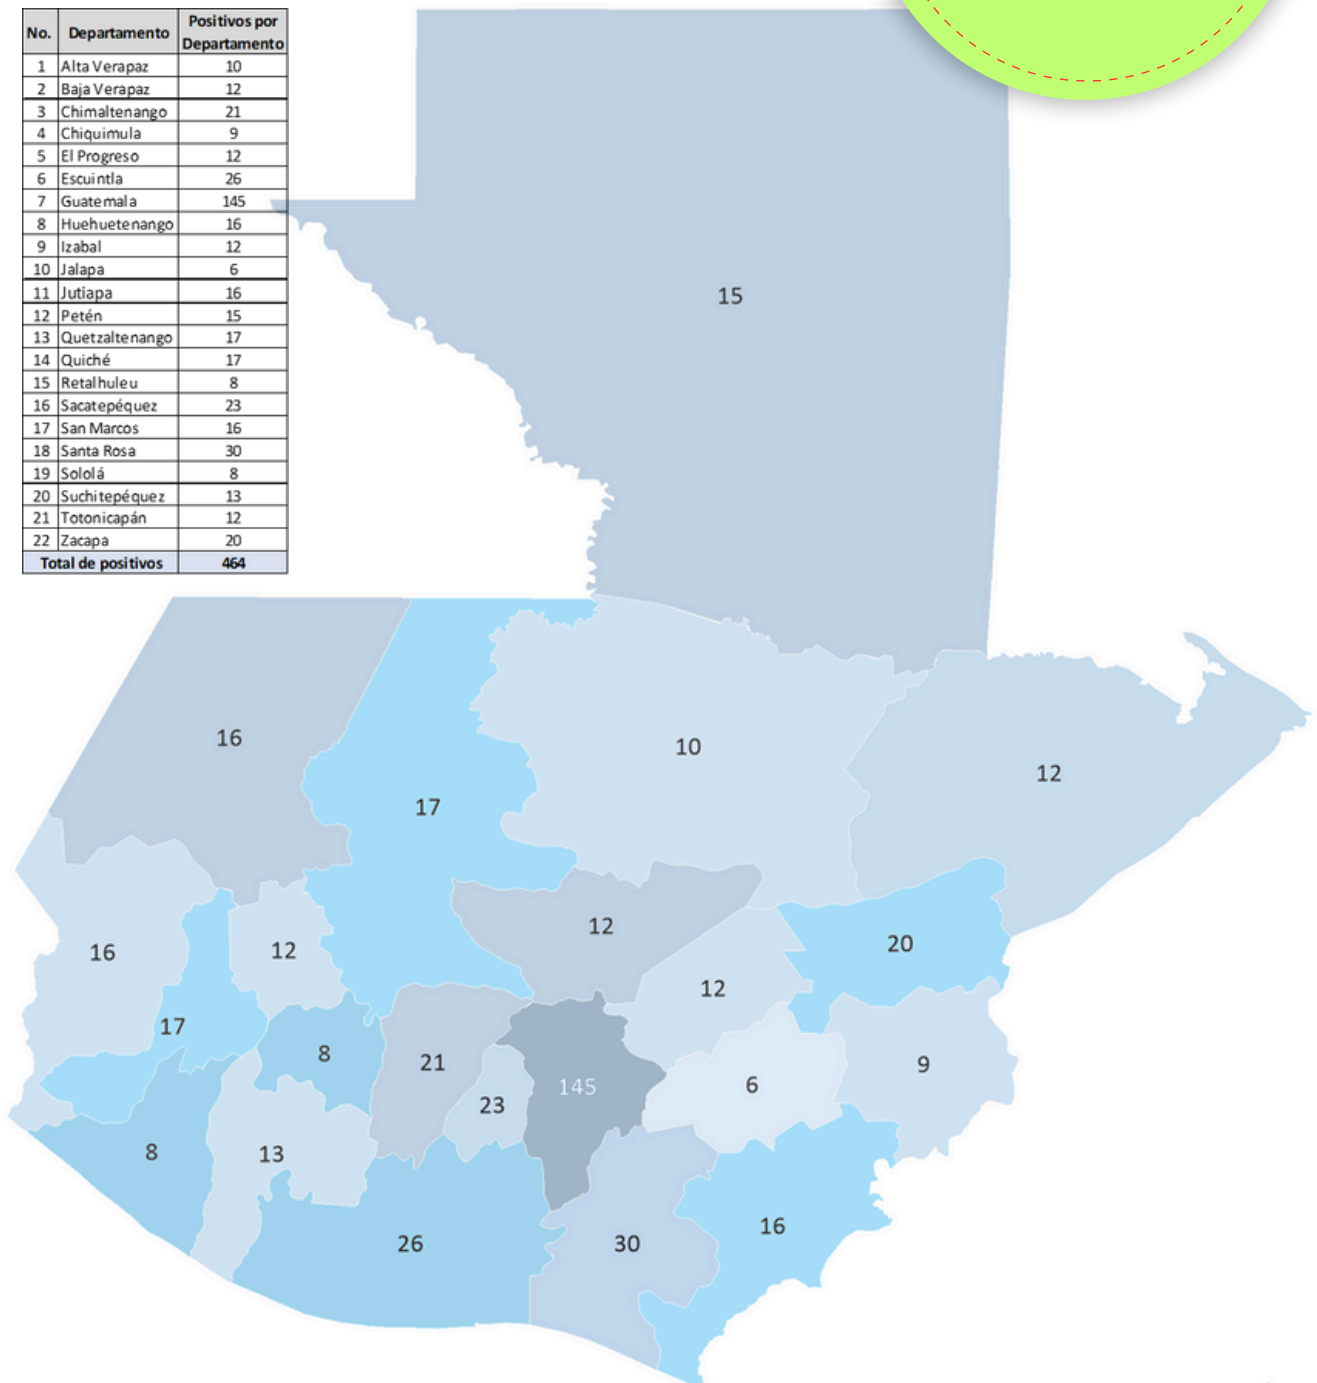 No. Departamento Positivos por Departamento
1 Alta Verapaz 10
2 Baja Verapaz 12
3 Chimaltenango 21
4 Chiquimula 9
5 El Progreso 12
6 Escuintla 26
7 Guatemala 145
8 Huehuetenango 16
9 Izabal 12
10 Jalapa 6
11 Jutiapa 16
12 Petén 15
13 Quetzaltenango 17
14 Quiché 17
15 Retalhuleu 8
16 Sacatepéquez 23
17 San Marcos 16
18 Santa Rosa 30
19 Sololá 8
20 Suchitepéquez 13
21 Totonicapán 12
22 Zacapa 20
Total de positivos 464
15
16
10
12
17
12
20
16
12
12
17
8
21
145
6
9
23
8
13
16
26
30